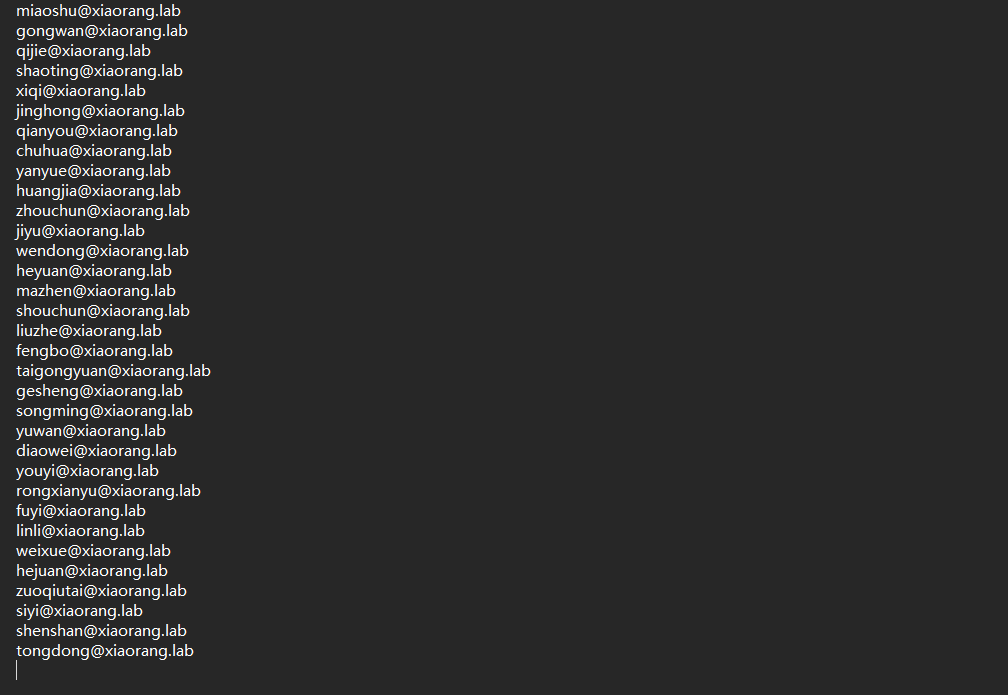 miaoshu@xiaorang.lab
gongwan@xiaorang.lab
qijie@xiaorang.lab
shaoting@xiaorang.lab
xiqi@xiaorang.lab
jinghong@xiaorang.lab
qianyou@xiaorang.lab
chuhua@xiaorang.lab
yanyue@xiaorang.lab
huangjia@xiaorang.lab
zhouchun@xiaorang.lab
jiyu@xiaorang.lab
wendong@xiaorang.lab
heyuan@xiaorang.lab
mazhen@xiaorang.lab
shouchun@xiaorang.lab
liuzhe@xiaorang.lab
fengbo@xiaorang.lab
taigongyuan@xiaorang.lab
gesheng@xiaorang.lab
songming@xiaorang.lab
yuwan@xiaorang.lab
diaowei@xiaorang.lab
youyi@xiaorang.lab
rongxianyu@xiaorang.lab
fuyi@xiaorang.lab
linli@xiaorang.lab
weixue@xiaorang.lab
hejuan@xiaorang.lab
zuoqiutai@xiaorang.lab
siyi@xiaorang.lab
shenshan@xiaorang.lab
tongdong@xiaorang.lab